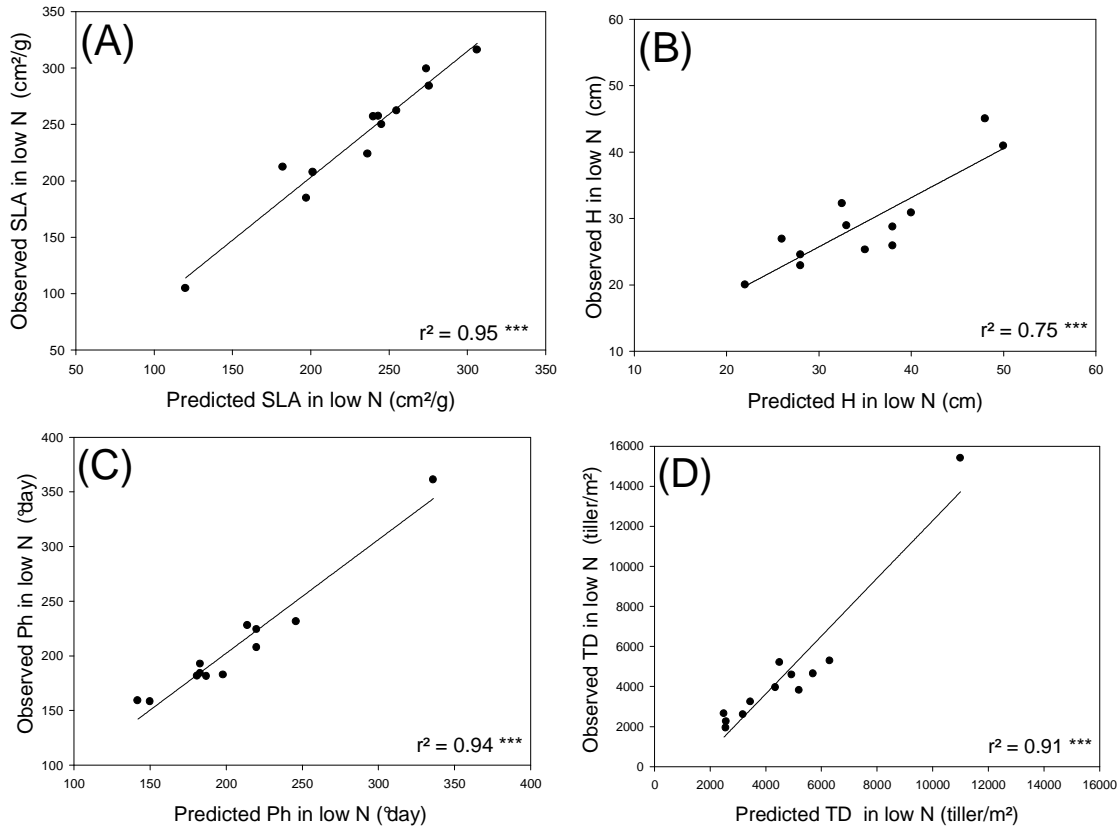 (A)
350
300
250
200
150
100
50
Observed SLA in low N (cm²/g)
50 100 150 200 250 300 350
Predicted SLA in low N (cm²/g)
r² = 0.95 ***
(B)
60
50
40
30
20
10
Observed H in low N (cm)
10 20 30 40 50 60
Predicted H in low N (cm)
r² = 0.75 ***
(C)
400
350
300
250
200
150
100
Observed Ph in low N (°day)
100 150 200 250 300 350 400
Predicted Ph in low N (°day)
r² = 0.94 ***
(D)
16000
14000
12000
10000
8000
6000
4000
2000
0
Observed TD in low N (tiller/m²)
0 2000 4000 6000 8000 10000 12000 14000 16000
Predicted TD in low N (tiller/m²)
r² = 0.91 ***